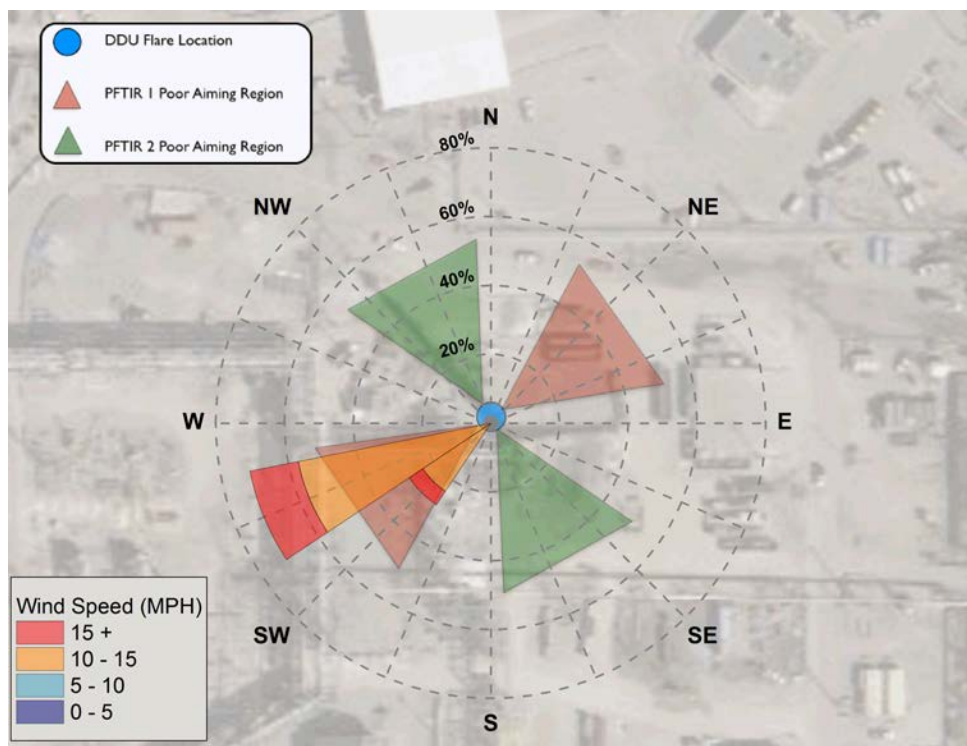 DDU Flare Location
PFTIR 1 Poor Aiming Region
PFTIR 2 Poor Aiming Region
N
80%
NW
60%
NE
40%
20%
W
E
SW
SE
S
Wind Speed (MPH)
15 +
10 - 15
5 - 10
0 - 5